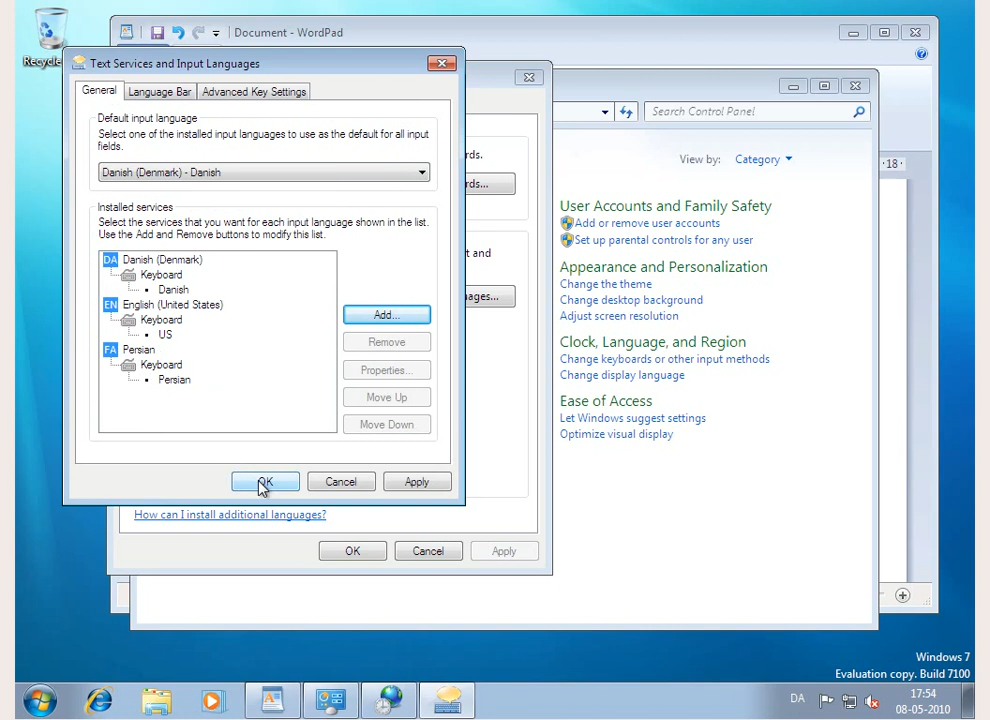 Recycle
Document - WordPad
Text Services and Input Languages
General
Language Bar
Advanced Key Settings
Default input language
Select one of the installed input languages to use as the default for all input
fields.
Danish (Denmark) - Danish
Installed services
Select the services that you want for each input language shown in the list.
Use the Add and Remove buttons to modify this list.
DA Danish (Denmark)
Keyboard
Danish
EN English (United States)
Keyboard
US
FA Persian
Keyboard
Persian
Add...
Remove
Properties...
Move Up
Move Down
OK
Cancel
Apply
rds.
rds...
t and
ages...
How can I install additional languages?
OK
Cancel
Apply
Search Control Panel
View by: Category
18
User Accounts and Family Safety
Add or remove user accounts
Set up parental controls for any user
Appearance and Personalization
Change the theme
Change desktop background
Adjust screen resolution
Clock, Language, and Region
Change keyboards or other input methods
Change display language
Ease of Access
Let Windows suggest settings
Optimize visual display
Windows 7
Evaluation copy. Build 7100
DA
17:54
08-05-2010